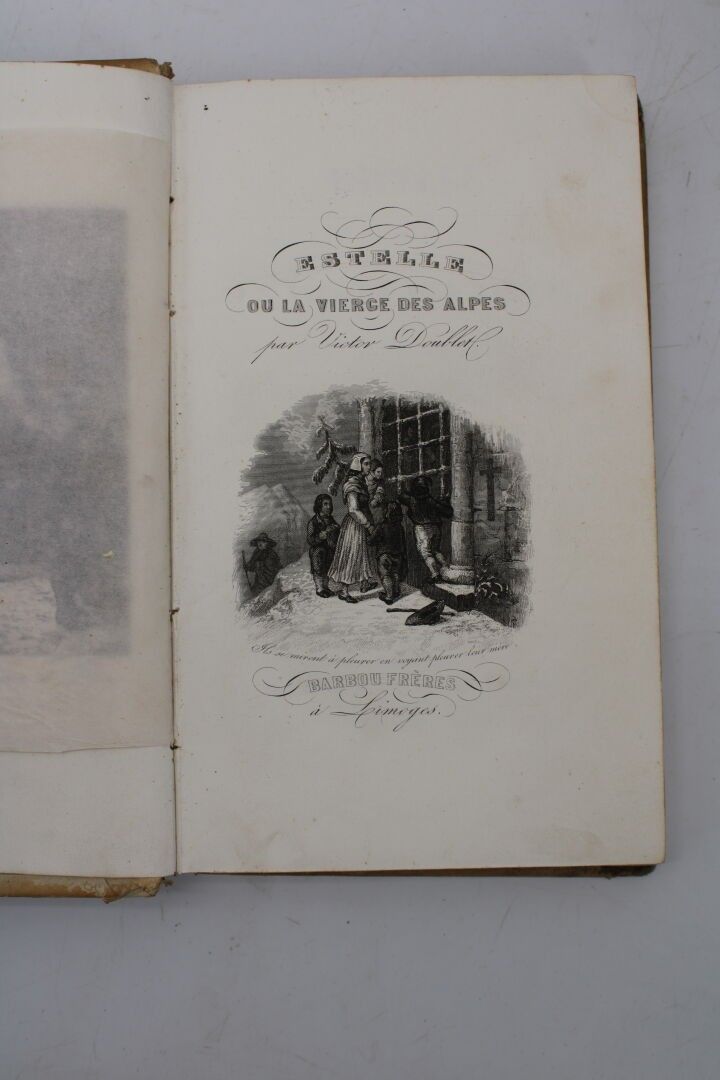 ESTELLE
OU LA VIERGE DES ALPES
par Victor Doublet.
Ils se mirent à pleurer en voyant pleurer leur mère
BARBOU FRÈRES
à Limoges.